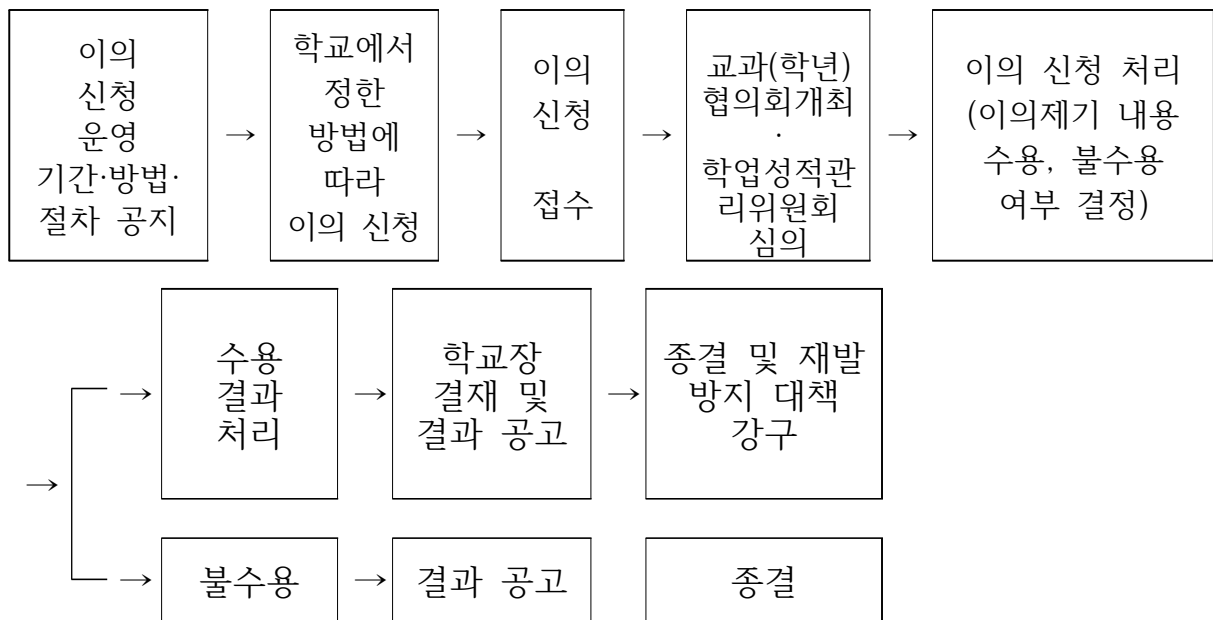 이의
신청
운영
기간·방법·
절차 공지
→
학교에서
정한
방법에
따라
이의 신청
→
이의
신청
접수
→
교과(학년)
협의회개최
·
학업성적관
리위원회
심의
→
이의 신청 처리
(이의제기 내용
수용, 불수용
여부 결정)
→
→
수용
결과
처리
→
학교장
결재 및
결과 공고
→
종결 및 재발
방지 대책
강구
→
불수용
→
결과 공고
종결